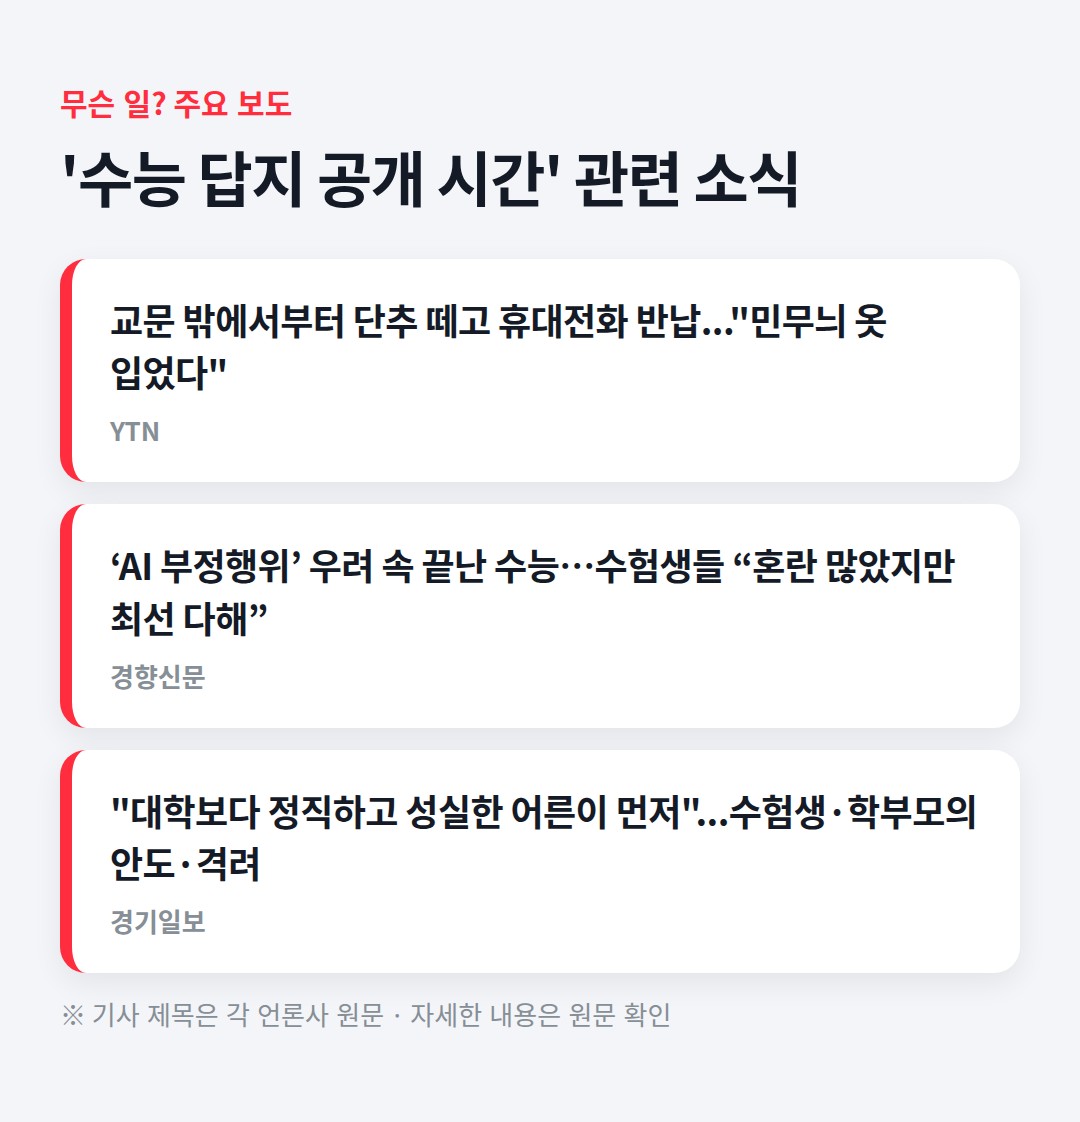 무슨 일? 주요 보도
'수능 답지 공개 시간' 관련 소식
교문 밖에서부터 단추 떼고 휴대전화 반납..."민무늬 옷
입었다"
YTN
‘AI 부정행위’ 우려 속 끝난 수능…수험생들 “혼란 많았지만
최선 다해”
경향신문
"대학보다 정직하고 성실한 어른이 먼저"...수험생·학부모의
안도·격려
경기일보
※ 기사 제목은 각 언론사 원문 · 자세한 내용은 원문 확인